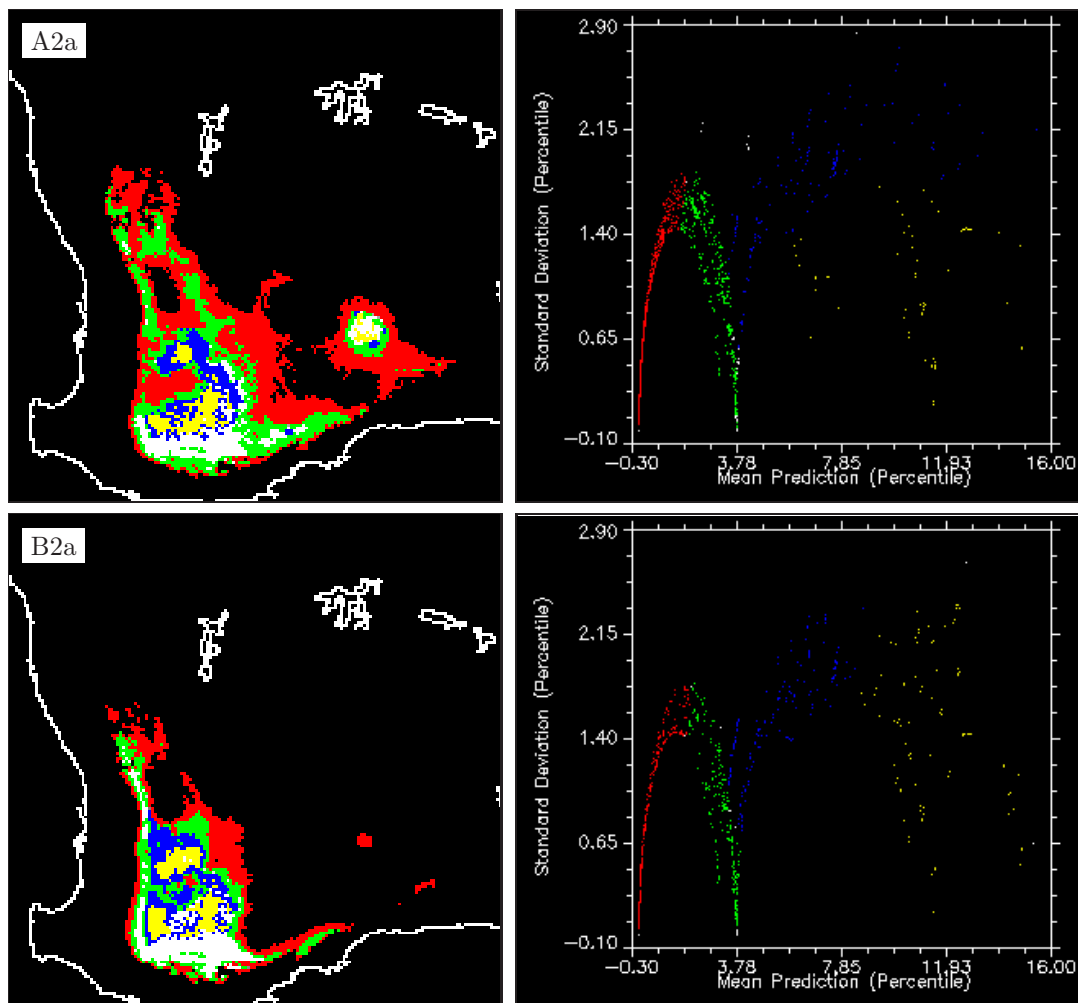 A2a
2.90
2.15
1.40
0.65
−0.10
Standard Deviation (Percentile)
−0.30 3.78 7.85 11.93 16.00
Mean Prediction (Percentile)
B2a
2.90
2.15
1.40
0.65
−0.10
Standard Deviation (Percentile)
−0.30 3.78 7.85 11.93 16.00
Mean Prediction (Percentile)